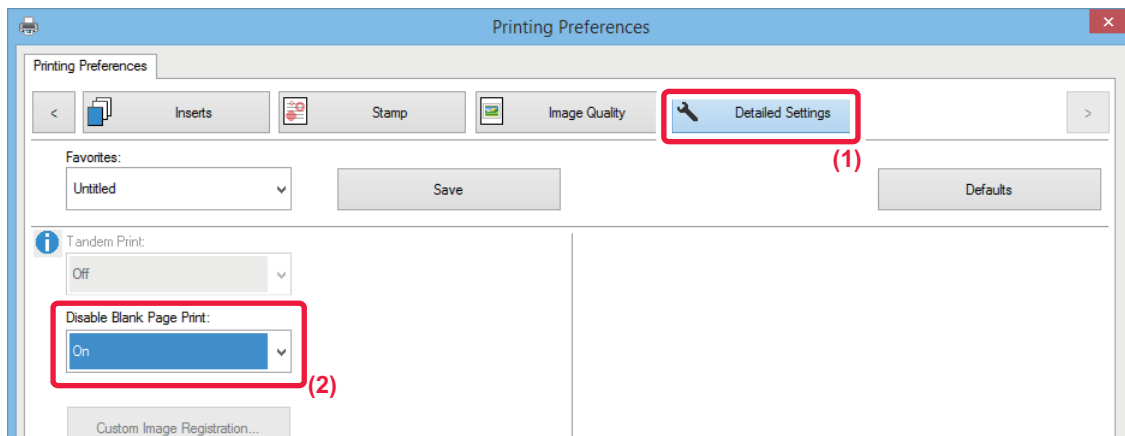 Printing Preferences
Printing Preferences
< Inserts Stamp Image Quality Detailed Settings >
(1)
Favorites:
Untitled Save Defaults
Tandem Print:
Off
Disable Blank Page Print:
On
(2)
Custom Image Registration...